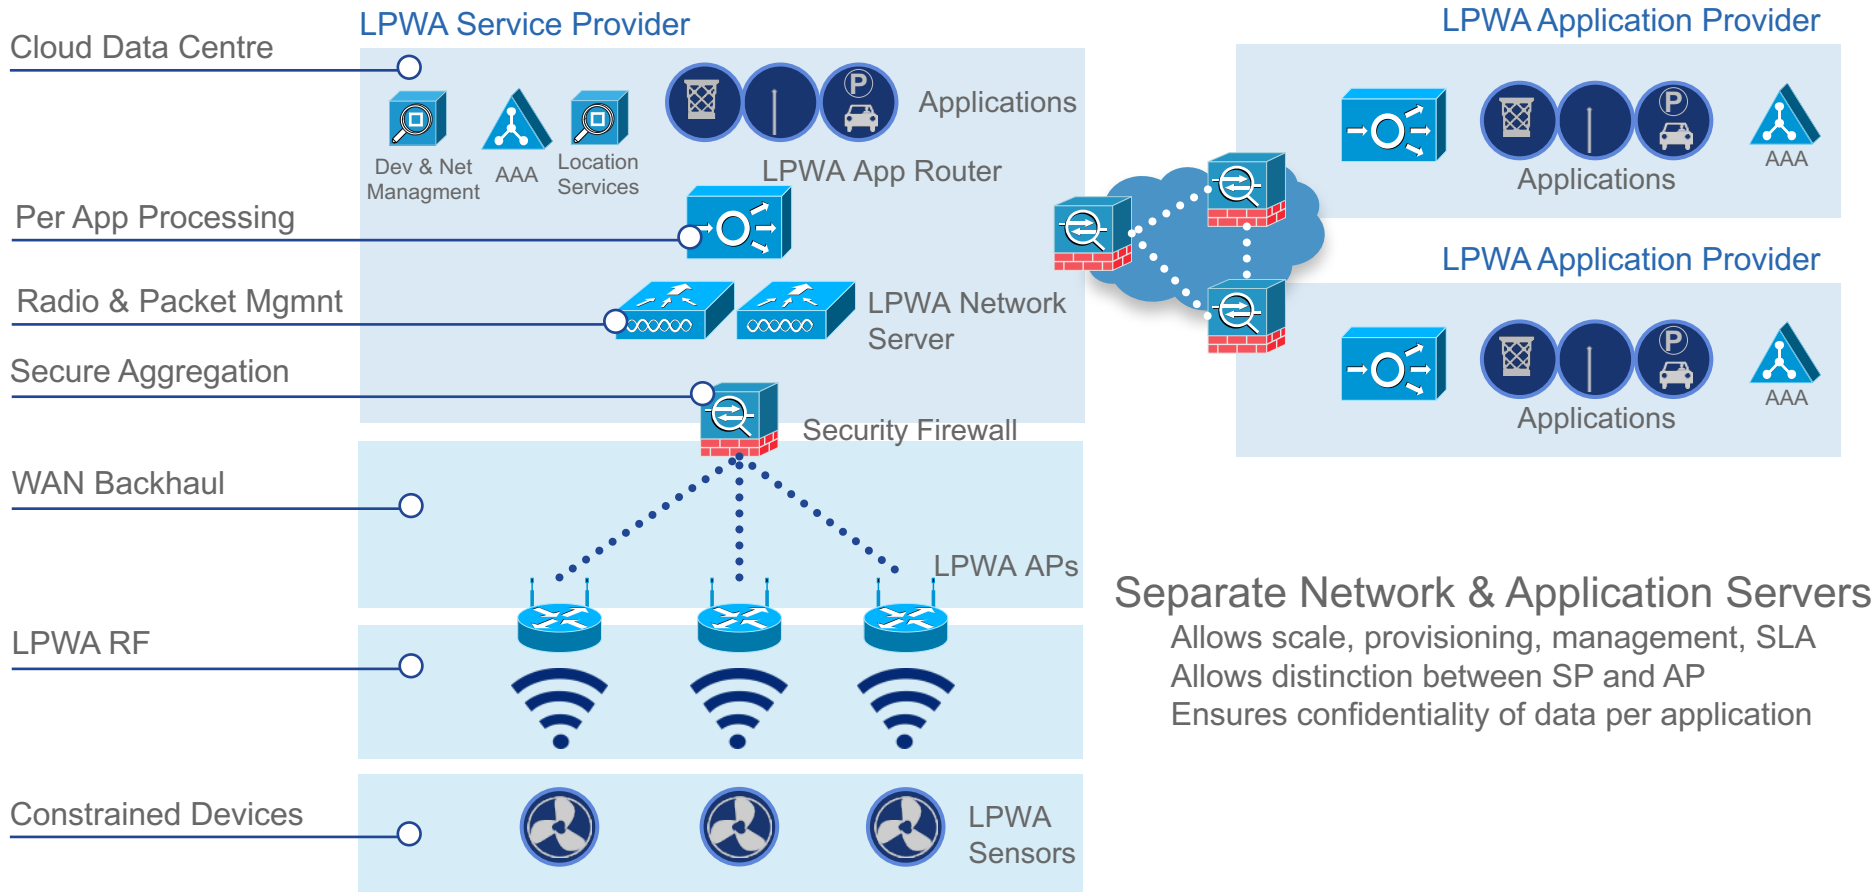 LPWA Service Provider
LPWA Application Provider
Cloud Data Centre
Applications
P
Dev & Net
Managment
AAA
Location
Services
LPWA App Router
Per App Processing
Radio & Packet Mgmnt
LPWA Network
Server
Secure Aggregation
Security Firewall
WAN Backhaul
LPWA APs
LPWA RF
Constrained Devices
LPWA
Sensors
P
Applications
AAA
LPWA Application Provider
P
Applications
AAA
Separate Network & Application Servers
Allows scale, provisioning, management, SLA
Allows distinction between SP and AP
Ensures confidentiality of data per application